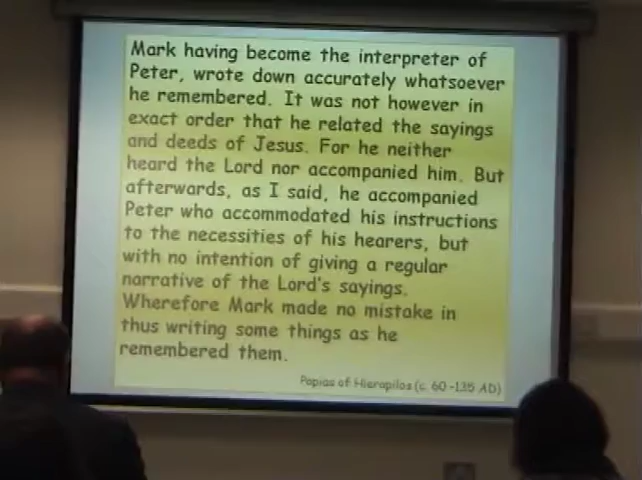 Mark having become the interpreter of
Peter, wrote down accurately whatsoever
he remembered. It was not however in
exact order that he related the sayings
and deeds of Jesus. For he neither
heard the Lord nor accompanied him. But
afterwards, as I said, he accompanied
Peter who accommodated his instructions
to the necessities of his hearers, but
with no intention of giving a regular
narrative of the Lord's sayings.
Wherefore Mark made no mistake in
thus writing some things as he
remembered them.
Papias of Hierapilos (c. 60-135 AD)